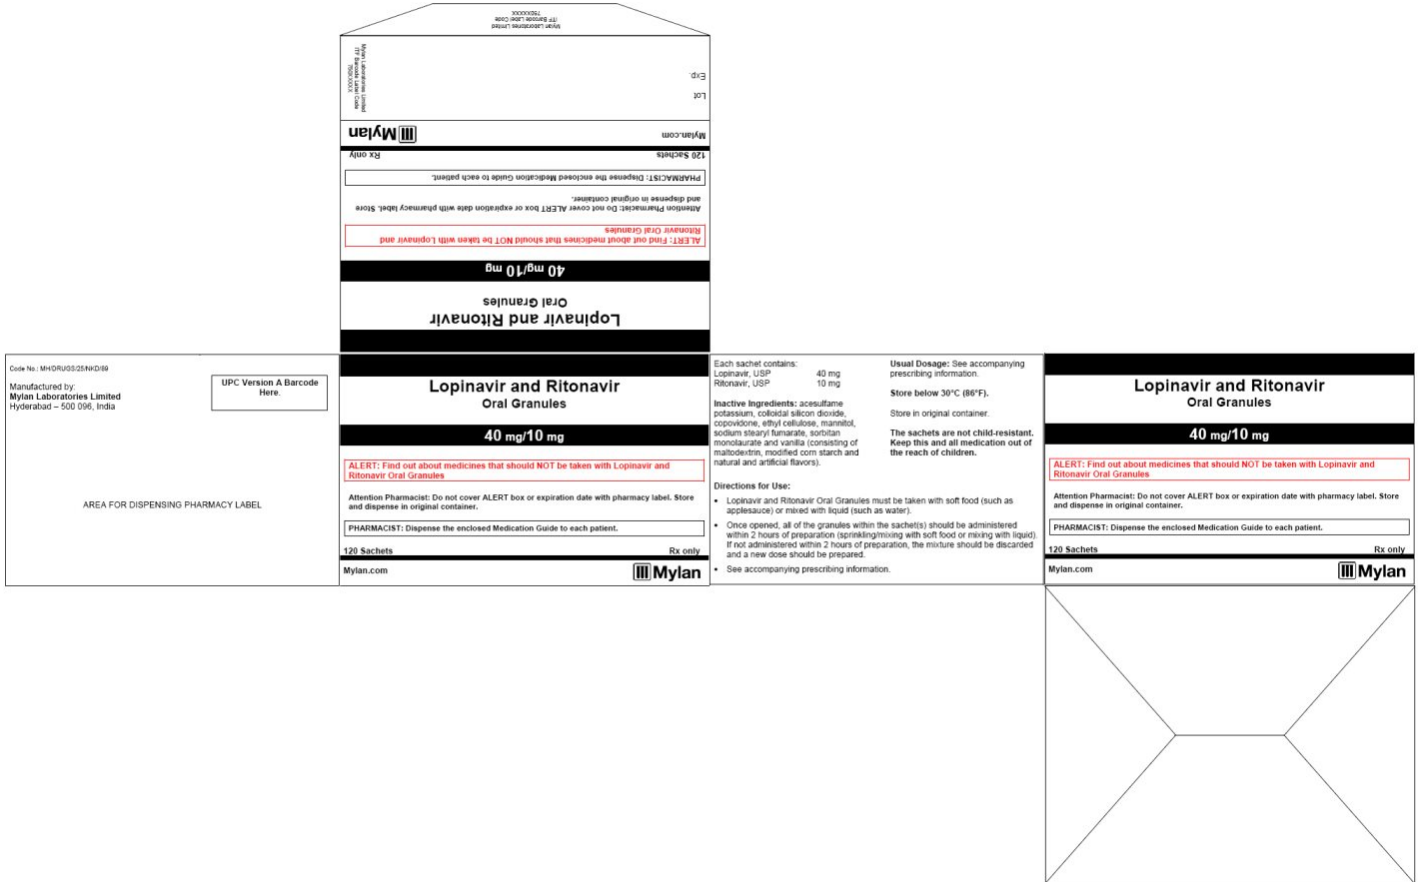 Mylan Laboratories Limited
ITF Barcode Label Code
759XXXXX
Mylan Laboratories Limited
ITF Barcode Label Code
759XXXXX
Lopinavir and Ritonavir
Oral Granules
40 mg/10 mg
ALERT: Find out about medicines that should NOT be taken with Lopinavir and
Ritonavir Oral Granules
Attention Pharmacist: Do not cover ALERT box or expiration date with pharmacy label. Store
and dispense in original container.
PHARMACIST: Dispense the enclosed Medication Guide to each patient.
120 Sachets Rx only
Mylan.com Mylan
Lot
Exp.
Code No.: MH/DRUGS/25/NKD/89
Manufactured by:
Mylan Laboratories Limited
Hyderabad – 500 096, India
UPC Version A Barcode
Here.
AREA FOR DISPENSING PHARMACY LABEL
Lopinavir and Ritonavir
Oral Granules
40 mg/10 mg
ALERT: Find out about medicines that should NOT be taken with Lopinavir and
Ritonavir Oral Granules
Attention Pharmacist: Do not cover ALERT box or expiration date with pharmacy label. Store
and dispense in original container.
PHARMACIST: Dispense the enclosed Medication Guide to each patient.
120 Sachets Rx only
Mylan.com Mylan
Each sachet contains:
Lopinavir, USP 40 mg
Ritonavir, USP 10 mg
Inactive Ingredients: acesulfame
potassium, colloidal silicon dioxide,
copovidone, ethyl cellulose, mannitol,
sodium stearyl fumarate, sorbitan
monolaurate and vanilla (consisting of
maltodextrin, modified corn starch and
natural and artificial flavors).
Usual Dosage: See accompanying
prescribing information.
Store below 30°C (86°F).
Store in original container.
The sachets are not child-resistant.
Keep this and all medication out of
the reach of children.
Directions for Use:
• Lopinavir and Ritonavir Oral Granules must be taken with soft food (such as
applesauce) or mixed with liquid (such as water).
• Once opened, all of the granules within the sachet(s) should be administered
within 2 hours of preparation (sprinkling/mixing with soft food or mixing with liquid).
If not administered within 2 hours of preparation, the mixture should be discarded
and a new dose should be prepared.
• See accompanying prescribing information.
Lopinavir and Ritonavir
Oral Granules
40 mg/10 mg
ALERT: Find out about medicines that should NOT be taken with Lopinavir and
Ritonavir Oral Granules
Attention Pharmacist: Do not cover ALERT box or expiration date with pharmacy label. Store
and dispense in original container.
PHARMACIST: Dispense the enclosed Medication Guide to each patient.
120 Sachets Rx only
Mylan.com Mylan